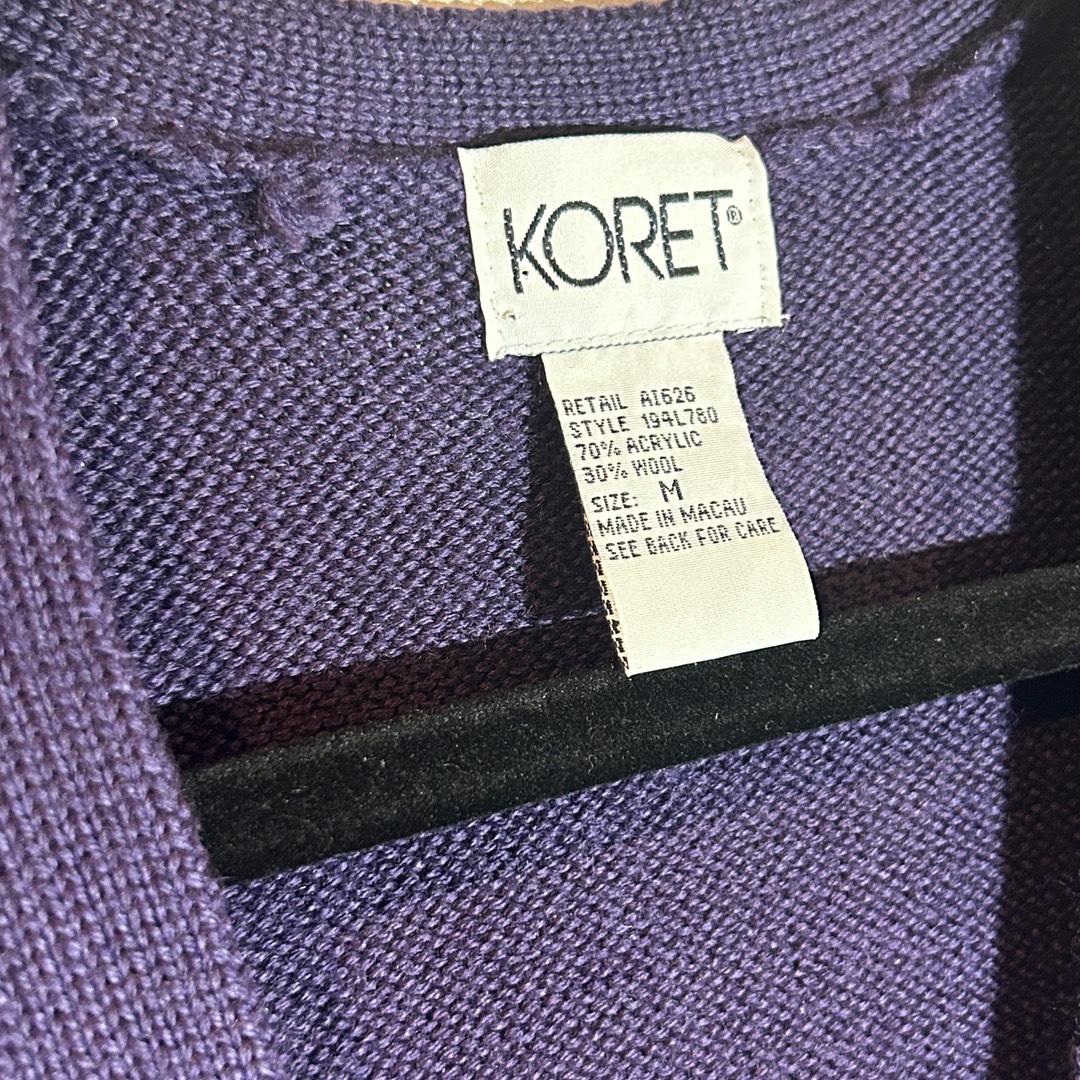 KORET®
RETAIL A1626
STYLE 194L780
70% ACRYLIC
30% WOOL
SIZE: M
MADE IN MACAU
SEE BACK FOR CARE